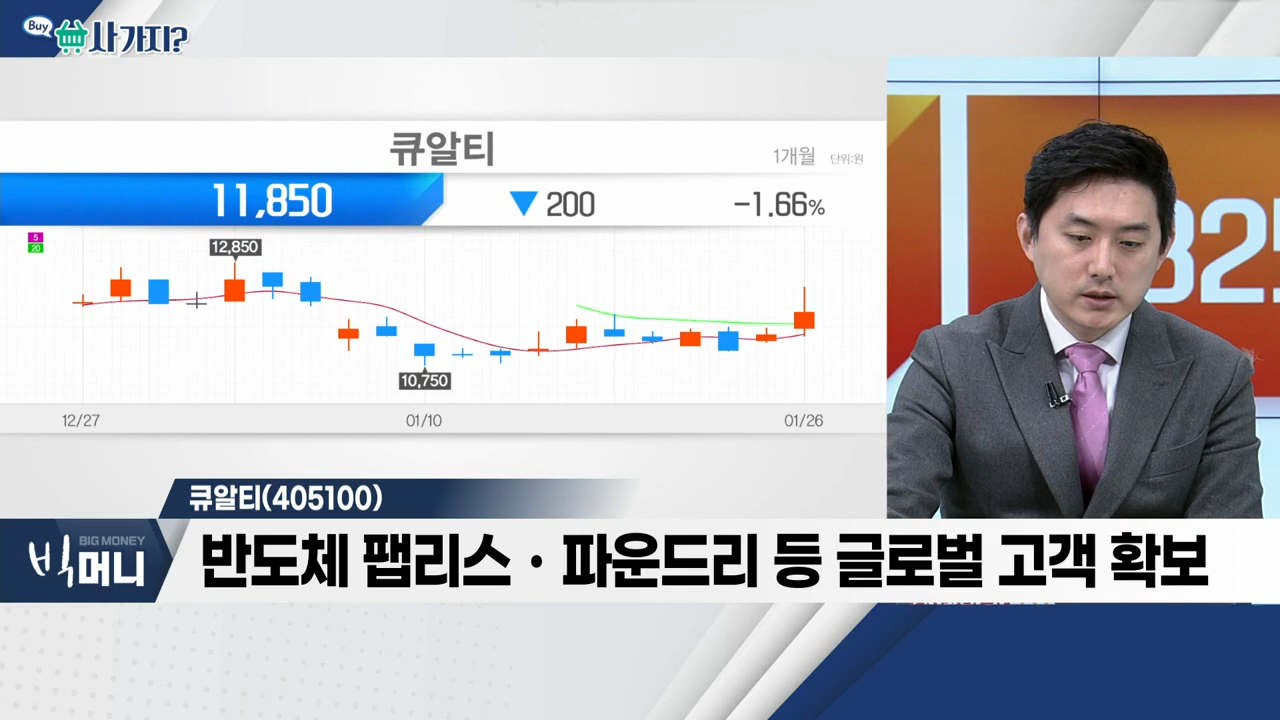 Buy
사가지?
큐알티
1개월 단위:원
11,850 ▼ 200 -1.66%
5
20
12,850
10,750
12/27 01/10 01/26
큐알티(405100)
BIG MONEY
빅머니
반도체 팹리스 · 파운드리 등 글로벌 고객 확보